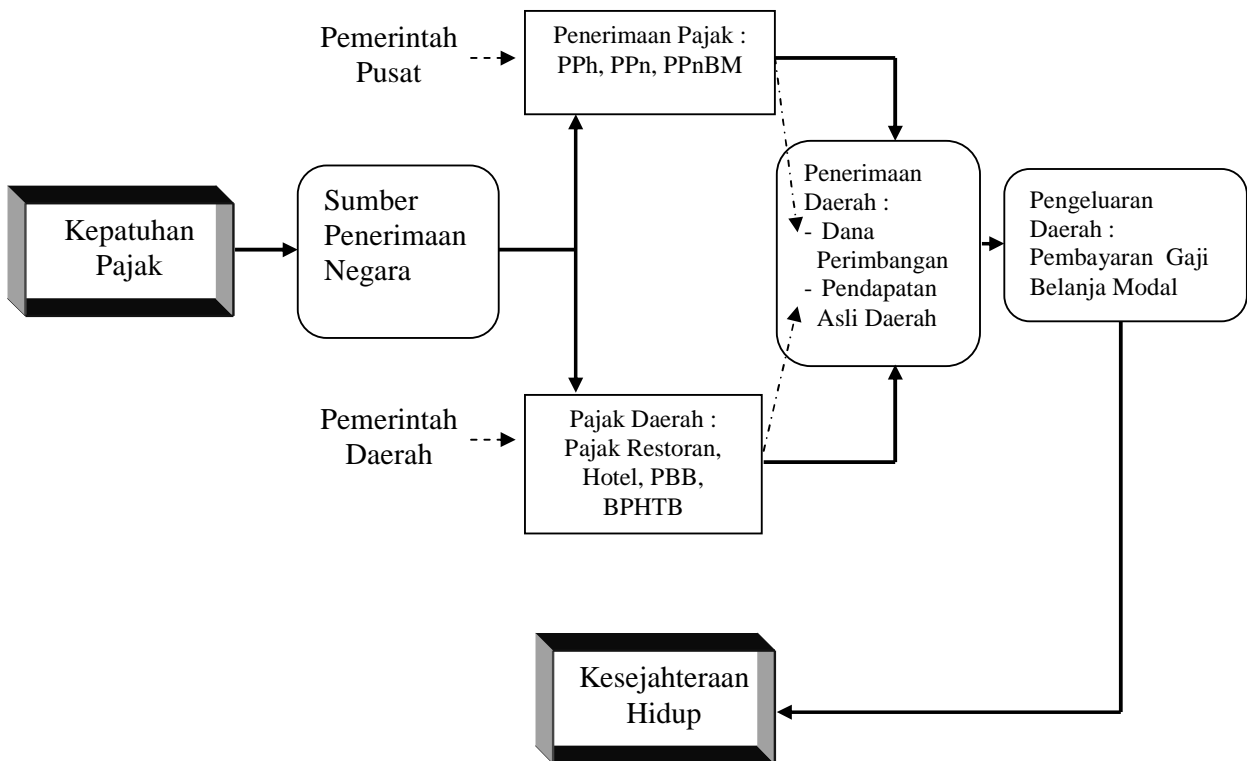 Pemerintah
Pusat
Penerimaan Pajak :
PPh, PPn, PPnBM
Kepatuhan
Pajak
Sumber
Penerimaan
Negara
Penerimaan
Daerah :
- Dana
Perimbangan
- Pendapatan
Asli Daerah
Pengeluaran
Daerah :
Pembayaran Gaji
Belanja Modal
Pemerintah
Daerah
Pajak Daerah :
Pajak Restoran,
Hotel, PBB,
BPHTB
Kesejahteraan
Hidup